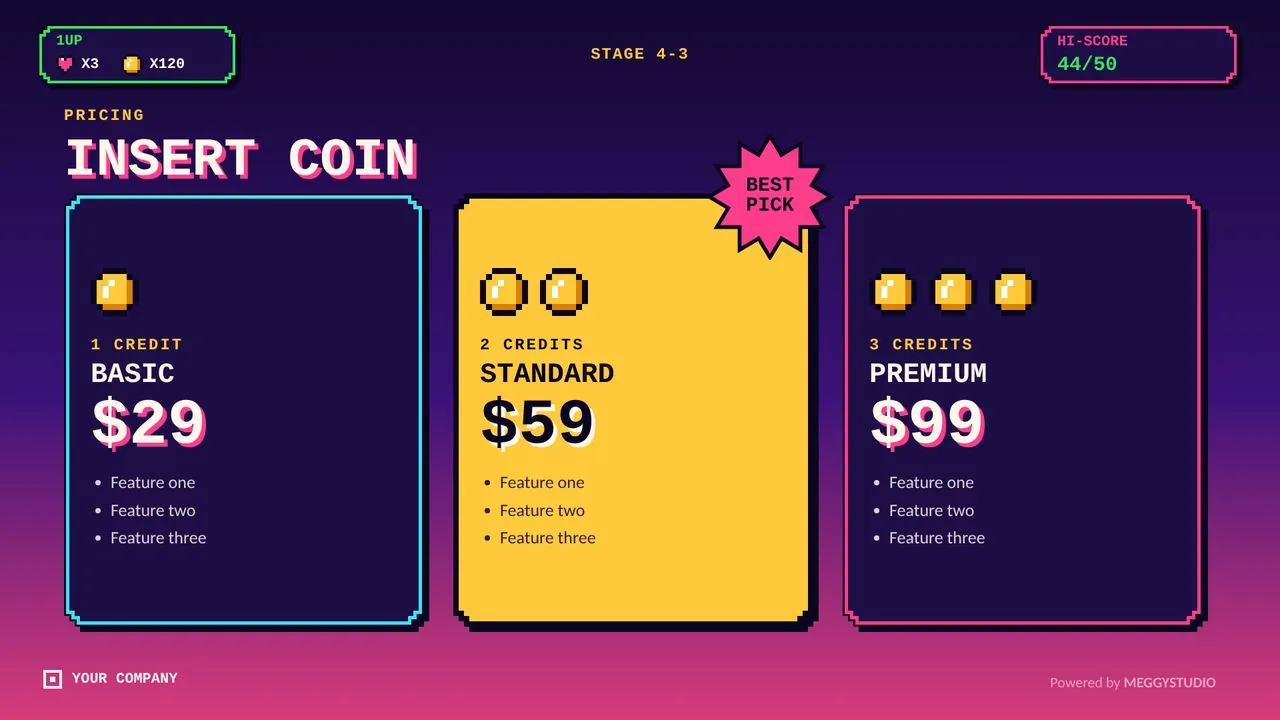 1UP
X3 X120
STAGE 4-3
HI-SCORE
44/50
PRICING
INSERT COIN
BEST
PICK
1 CREDIT
BASIC
$29
• Feature one
• Feature two
• Feature three
2 CREDITS
STANDARD
$59
• Feature one
• Feature two
• Feature three
3 CREDITS
PREMIUM
$99
• Feature one
• Feature two
• Feature three
YOUR COMPANY
Powered by MEGGYSTUDIO